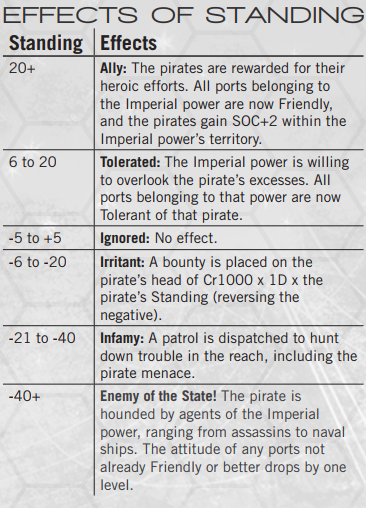 EFFECTS OF STANDING
Standing Effects
20+ Ally: The pirates are rewarded for their
heroic efforts. All ports belonging to
the Imperial power are now Friendly,
and the pirates gain SOC+2 within the
Imperial power's territory.
6 to 20 Tolerated: The Imperial power is willing
to overlook the pirate's excesses. All
ports belonging to that power are now
Tolerant of that pirate.
-5 to +5 Ignored: No effect.
-6 to -20 Irritant: A bounty is placed on the
pirate's head of Cr1000 x 1D x the
pirate's Standing (reversing the
negative).
-21 to -40 Infamy: A patrol is dispatched to hunt
down trouble in the reach, including the
pirate menace.
-40+ Enemy of the State! The pirate is
hounded by agents of the Imperial
power, ranging from assassins to naval
ships. The attitude of any ports not
already Friendly or better drops by one
level.